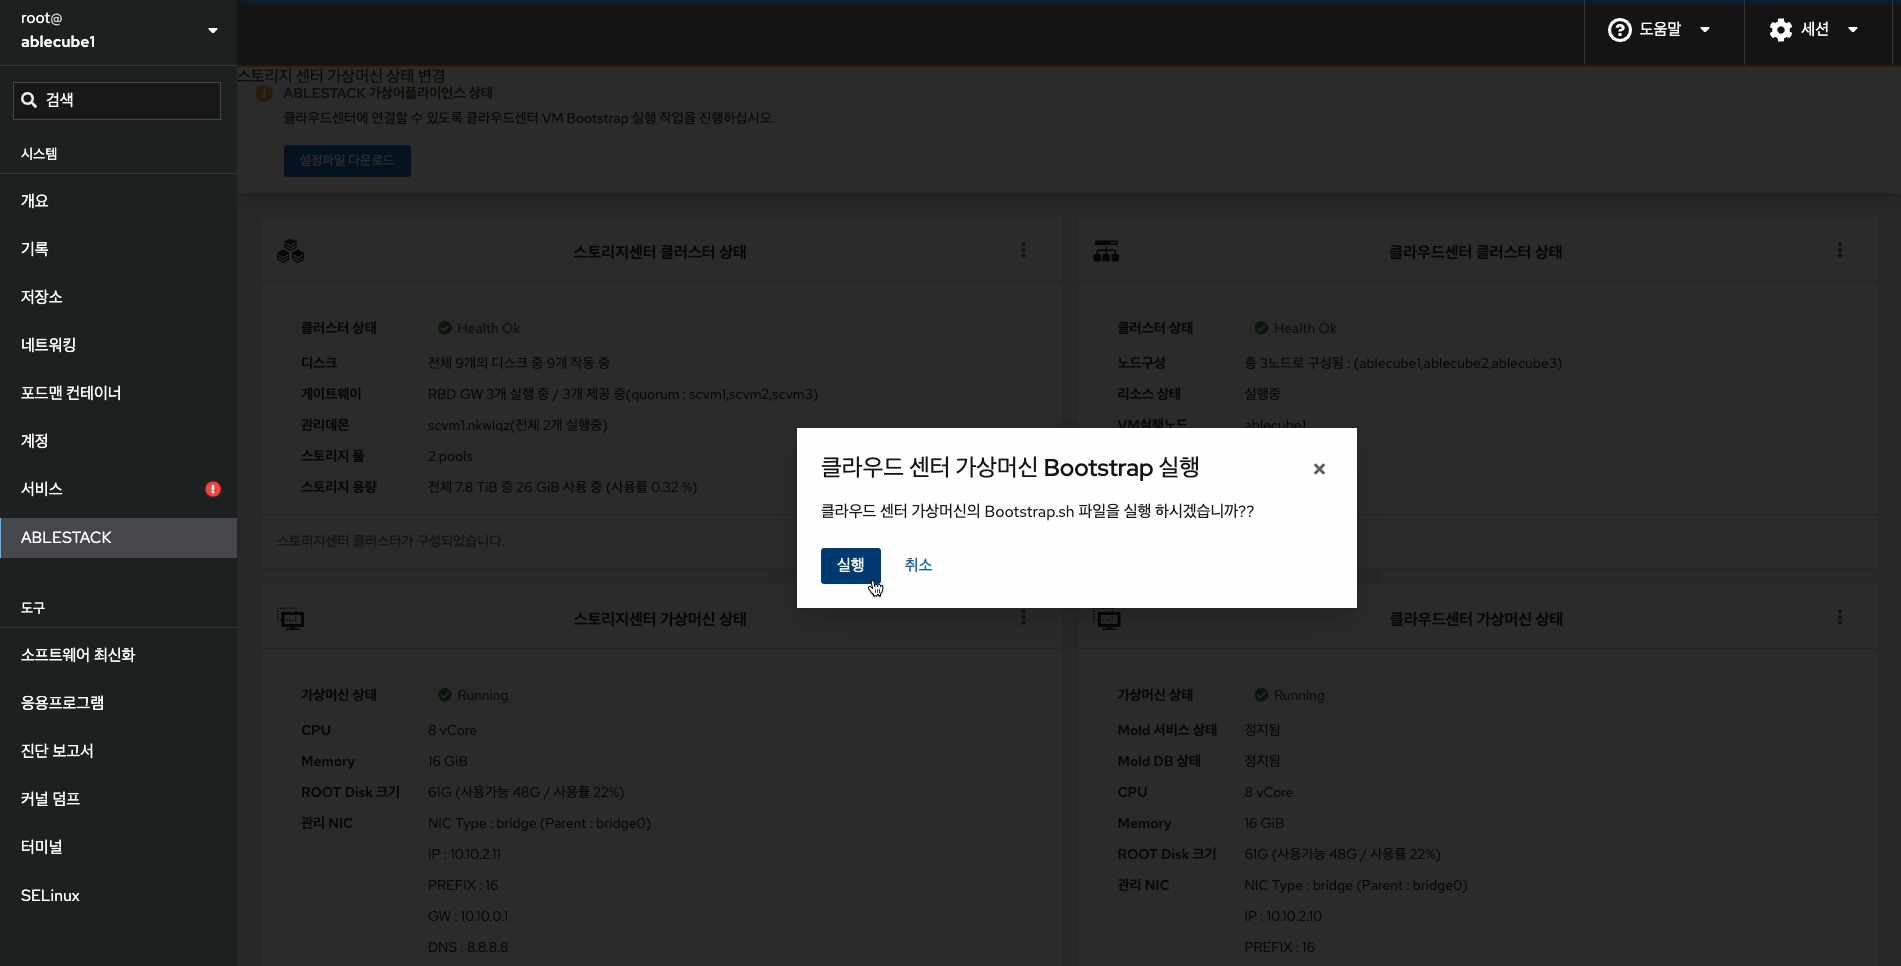 root@
ablecube1
도움말
세션
검색
시스템
개요
기록
저장소
네트워킹
포드맨 컨테이너
계정
서비스
ABLESTACK
도구
소프트웨어 최신화
응용프로그램
진단 보고서
커널 덤프
터미널
SELinux
스토리지 센터 가상머신 상태 변경
ABLESTACK 가상어플라이언스 상태
클라우드센터에 연결할 수 있도록 클라우드센터 VM Bootstrap 실행 작업을 진행하십시오.
설정파일 다운로드
스토리지센터 클러스터 상태
클러스터 상태 Health Ok
디스크 전체 9개의 디스크 중 9개 작동 중
게이트웨이 RBD GW 3개 실행 중 / 3개 제공 중(quorum : scvm1,scvm2,scvm3)
관리데몬 scvm1.nkwlqz(전체 2개 실행중)
스토리지 풀 2 pools
스토리지 용량 전체 7.8 TiB 중 26 GiB 사용 중 (사용률 0.32 %)
스토리지센터 클러스터가 구성되었습니다.
클라우드센터 클러스터 상태
클러스터 상태 Health Ok
노드구성 총 3노드로 구성됨 : (ablecube1,ablecube2,ablecube3)
리소스 상태 실행중
VM실행노드 ablecube1
클라우드 센터 가상머신 Bootstrap 실행
클라우드 센터 가상머신의 Bootstrap.sh 파일을 실행 하시겠습니까??
실행 취소
스토리지센터 가상머신 상태
가상머신 상태 Running
CPU 8 vCore
Memory 16 GiB
ROOT Disk 크기 61G (사용가능 48G / 사용률 22%)
관리 NIC NIC Type : bridge (Parent : bridge0)
IP : 10.10.2.11
PREFIX : 16
GW : 10.10.0.1
DNS : 8.8.8.8
클라우드센터 가상머신 상태
가상머신 상태 Running
Mold 서비스 상태 정지됨
Mold DB 상태 정지됨
CPU 8 vCore
Memory 16 GiB
ROOT Disk 크기 61G (사용가능 48G / 사용률 22%)
관리 NIC NIC Type : bridge (Parent : bridge0)
IP : 10.10.2.10
PREFIX : 16